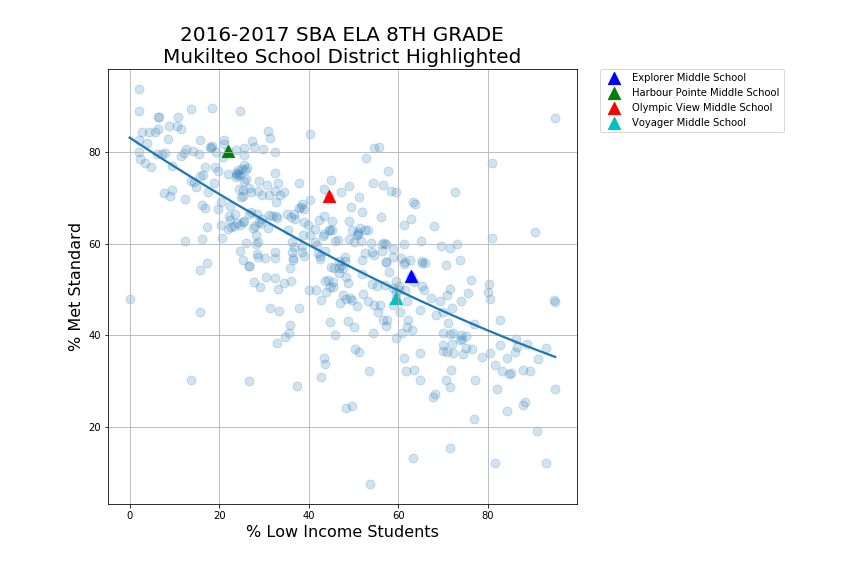 2016-2017 SBA ELA 8TH GRADE
Mukilteo School District Highlighted
Explorer Middle School
Harbour Pointe Middle School
Olympic View Middle School
Voyager Middle School
% Met Standard
80
60
40
20
0 20 40 60 80
% Low Income Students